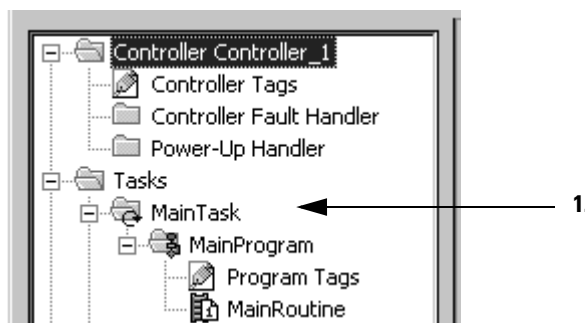 Controller Controller_1
Controller Tags
Controller Fault Handler
Power-Up Handler
Tasks
MainTask
1.
MainProgram
Program Tags
MainRoutine